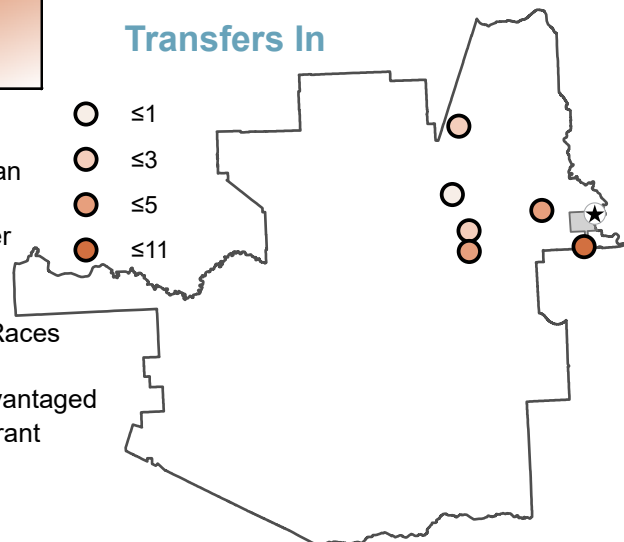 Transfers In
≤1
≤3
an
≤5
er
≤11
Races
vantaged
rant